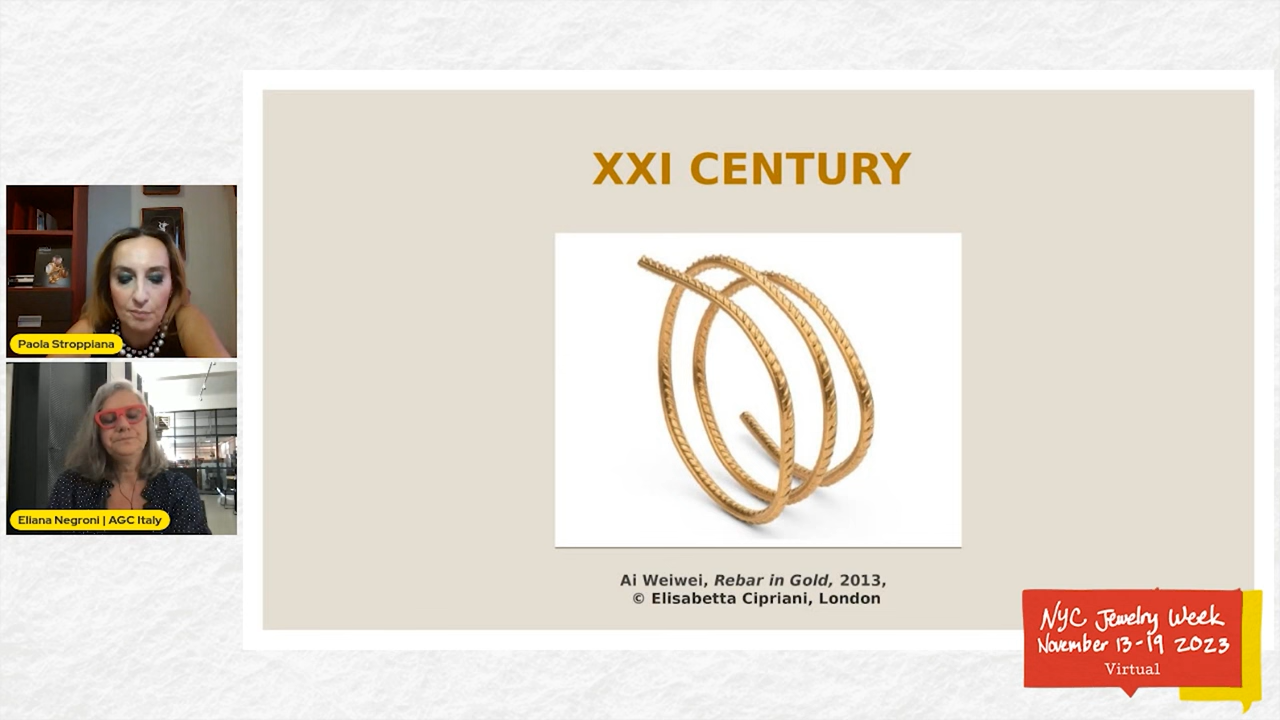 XXI CENTURY
Paola Stroppiana
Eliana Negroni | AGC Italy
Ai Weiwei, Rebar in Gold, 2013,
© Elisabetta Cipriani, London
NYC Jewelry Week
November 13-19 2023
Virtual